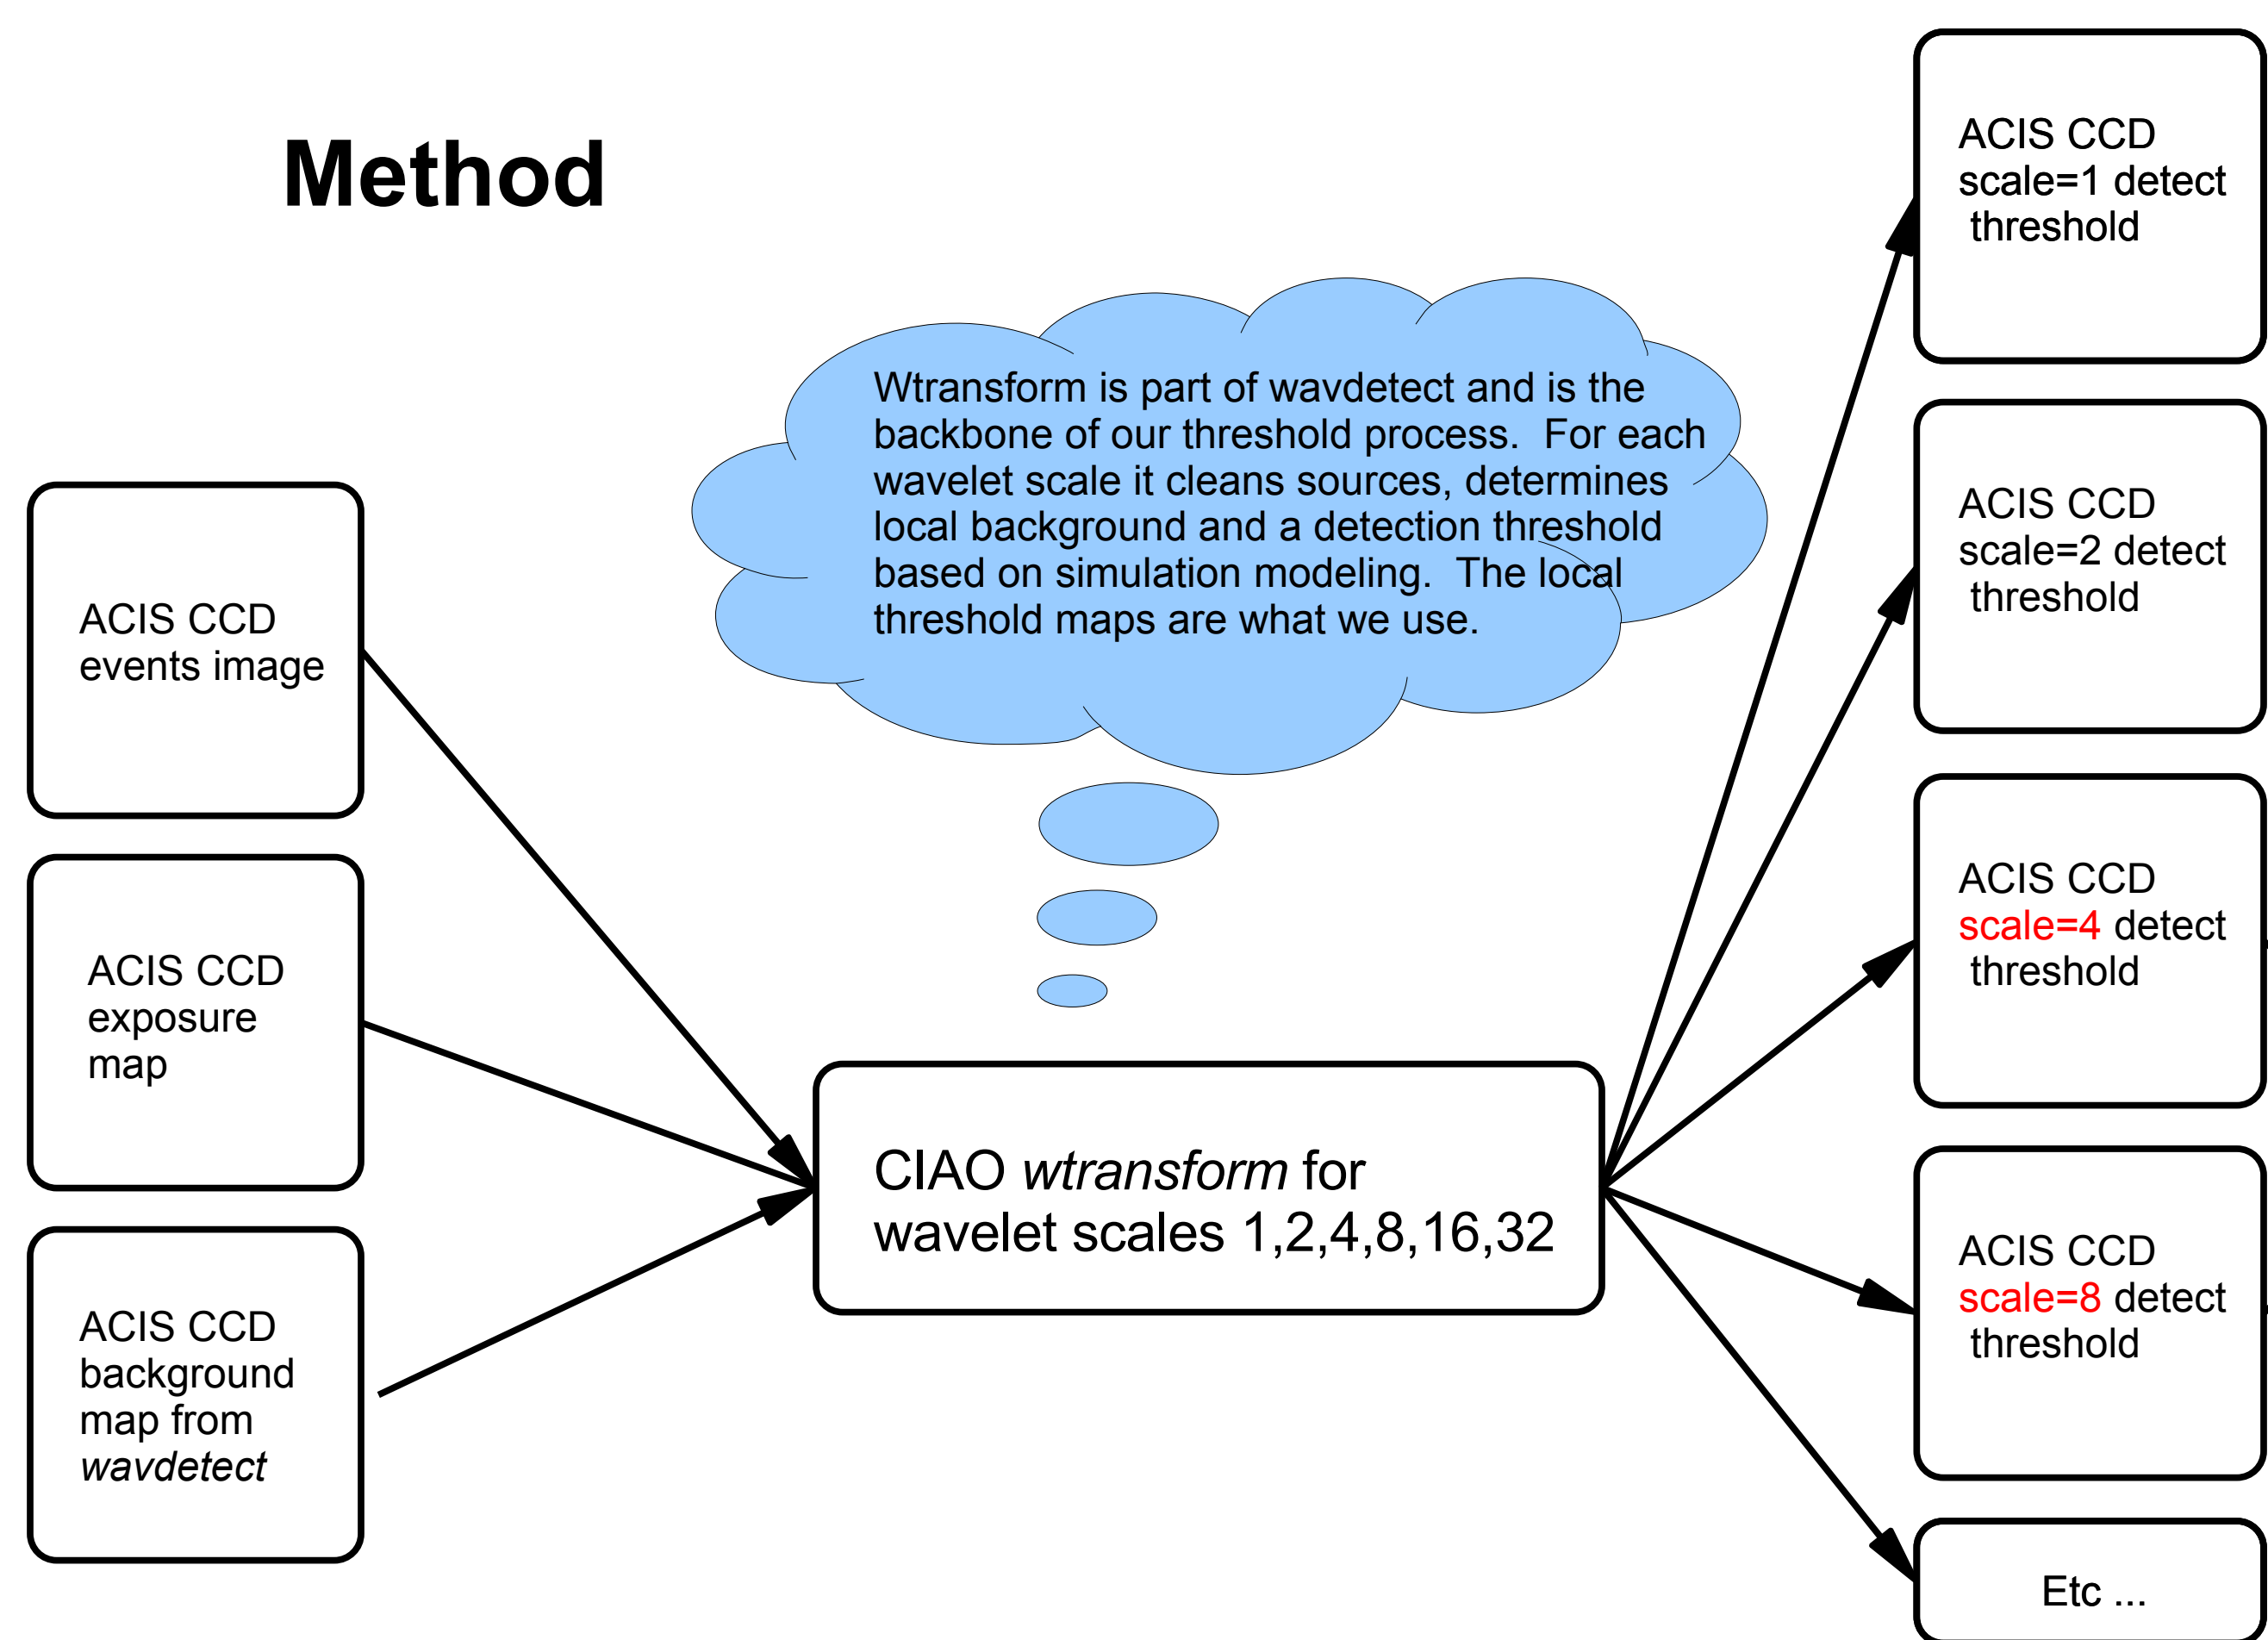 Method
ACIS CCD
events image
ACIS CCD
exposure
map
ACIS CCD
background
map from
wavdetect
Wtransform is part of wavdetect and is the
backbone of our threshold process.  For each
wavelet scale it cleans sources, determines
local background and a detection threshold
based on simulation modeling.  The local
threshold maps are what we use.
CIAO wtransform for
wavelet scales 1,2,4,8,16,32
ACIS CCD
scale=1 detect
threshold
ACIS CCD
scale=2 detect
threshold
ACIS CCD
scale=4 detect
threshold
ACIS CCD
scale=8 detect
threshold
Etc ...